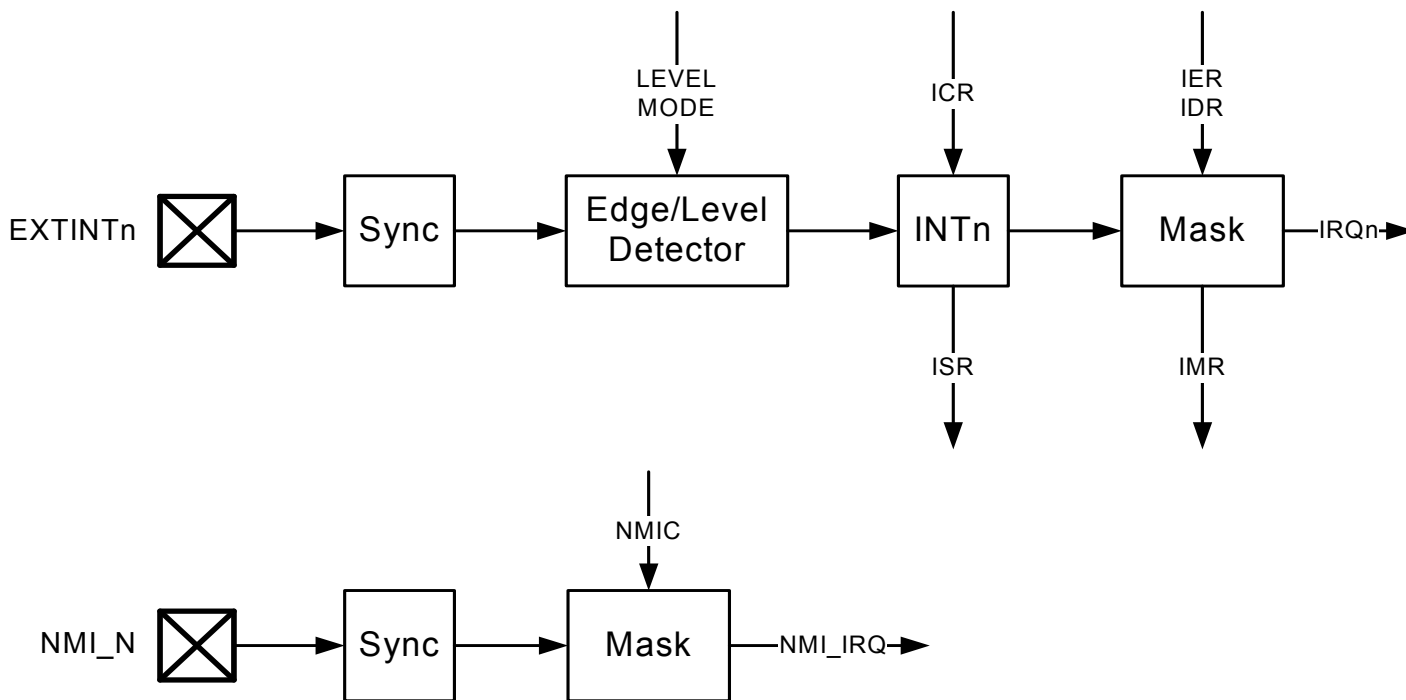 LEVEL
MODE
ICR
IER
IDR
EXTINTn
Sync
Edge/Level
Detector
INTn
Mask
IRQn
ISR
IMR
NMIC
NMI_N
Sync
Mask
NMI_IRQ